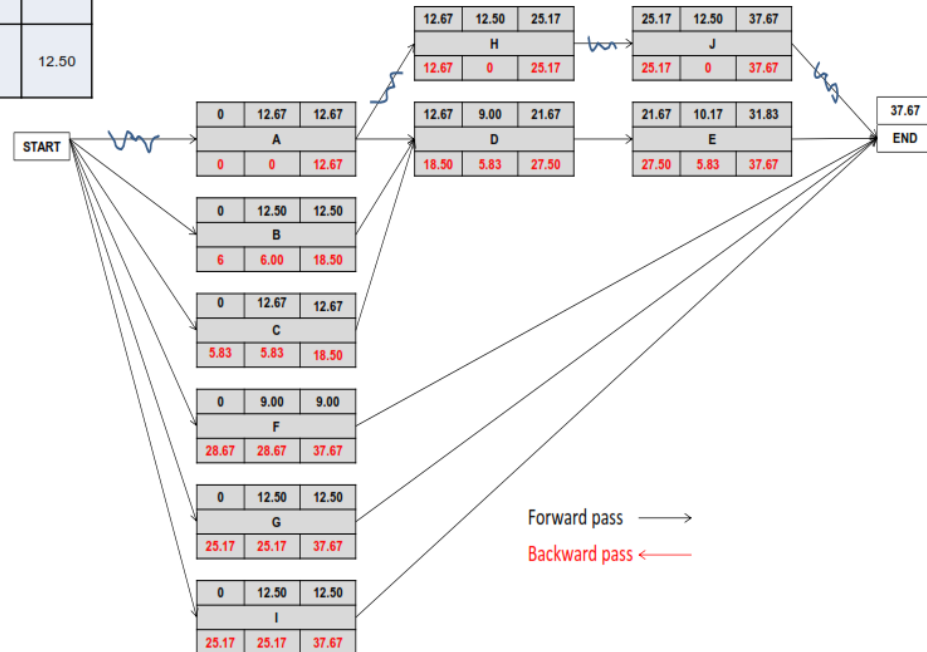 12.50
12.67 12.50 25.17
H
12.67 0 25.17
25.17 12.50 37.67
J
25.17 0 37.67
START
0 12.67 12.67
A
0 0 12.67
12.67 9.00 21.67
D
18.50 5.83 27.50
21.67 10.17 31.83
E
27.50 5.83 37.67
37.67
END
0 12.50 12.50
B
6 6.00 18.50
0 12.67 12.67
C
5.83 5.83 18.50
0 9.00 9.00
F
28.67 28.67 37.67
0 12.50 12.50
G
25.17 25.17 37.67
0 12.50 12.50
I
25.17 25.17 37.67
Forward pass
Backward pass